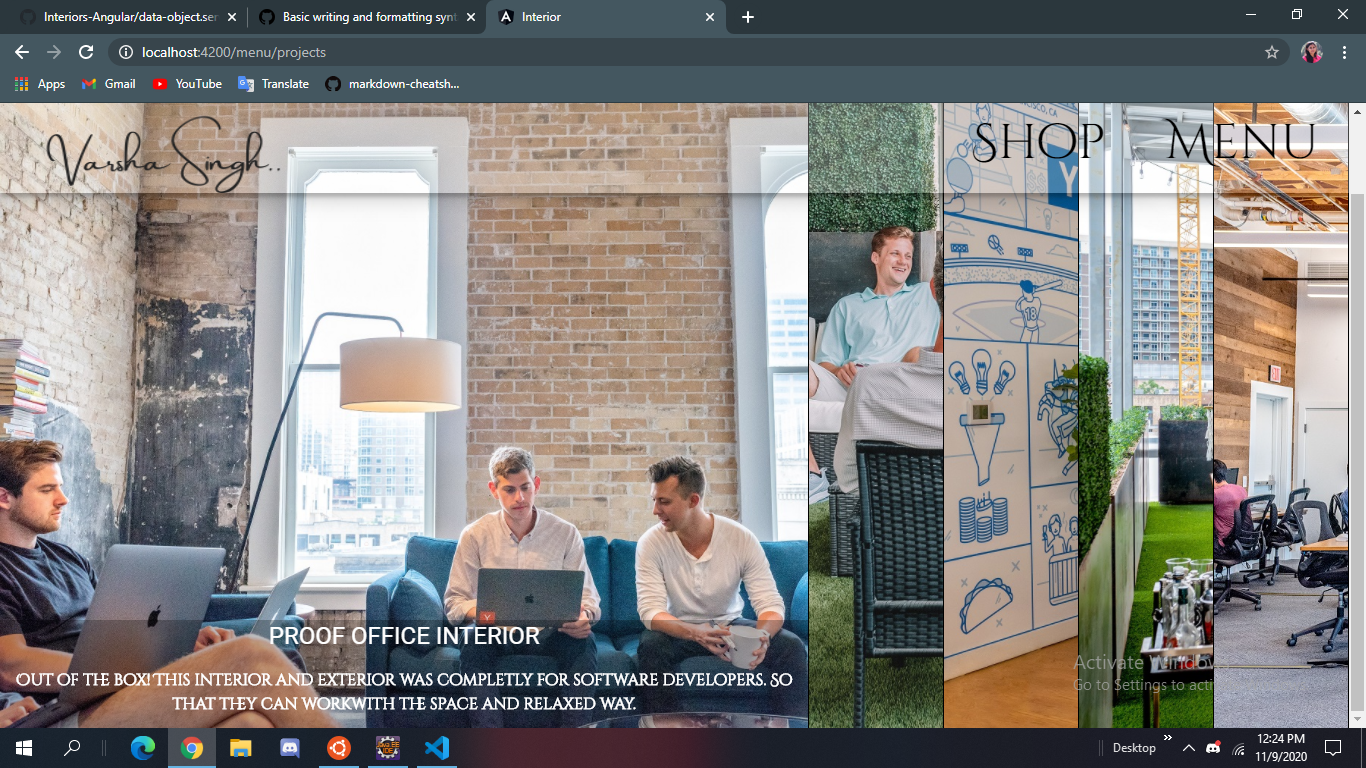 Interiors-Angular/data-object.ser
Basic writing and formatting synt
Interior
localhost:4200/menu/projects
Apps
Gmail
YouTube
Translate
markdown-cheatsh...
Varsha Singh..
SHOP
MENU
CISCO, CA
Y
18
PROOF OFFICE INTERIOR
OUT OF THE BOX! THIS INTERIOR AND EXTERIOR WAS COMPLETLY FOR SOFTWARE DEVELOPERS. SO
THAT THEY CAN WORKWITH THE SPACE AND RELAXED WAY.
Activate Windows
Go to Settings to acti
Desktop
12:24 PM
11/9/2020